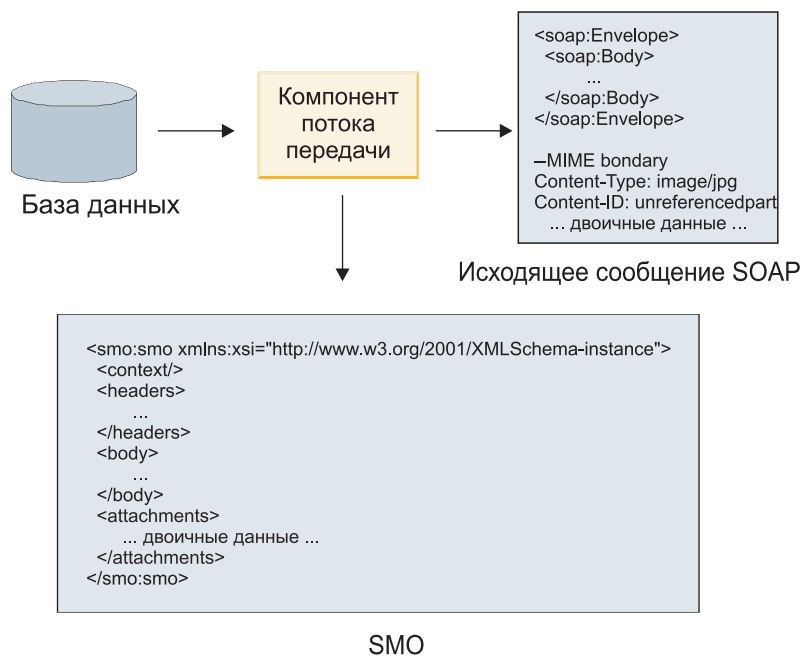 База данных
Компонент
потока
передачи
<soap:Envelope>
<soap:Body>
...
</soap:Body>
</soap:Envelope>
–MIME bondary
Content-Type: image/jpg
Content-ID: unreferencedpart
... двоичные данные ...
Исходящее сообщение SOAP
<smo:smo xmlns:xsi="http://www.w3.org/2001/XMLSchema-instance">
<context/>
<headers>
...
</headers>
<body>
...
</body>
<attachments>
... двоичные данные ...
</attachments>
</smo:smo>
SMO